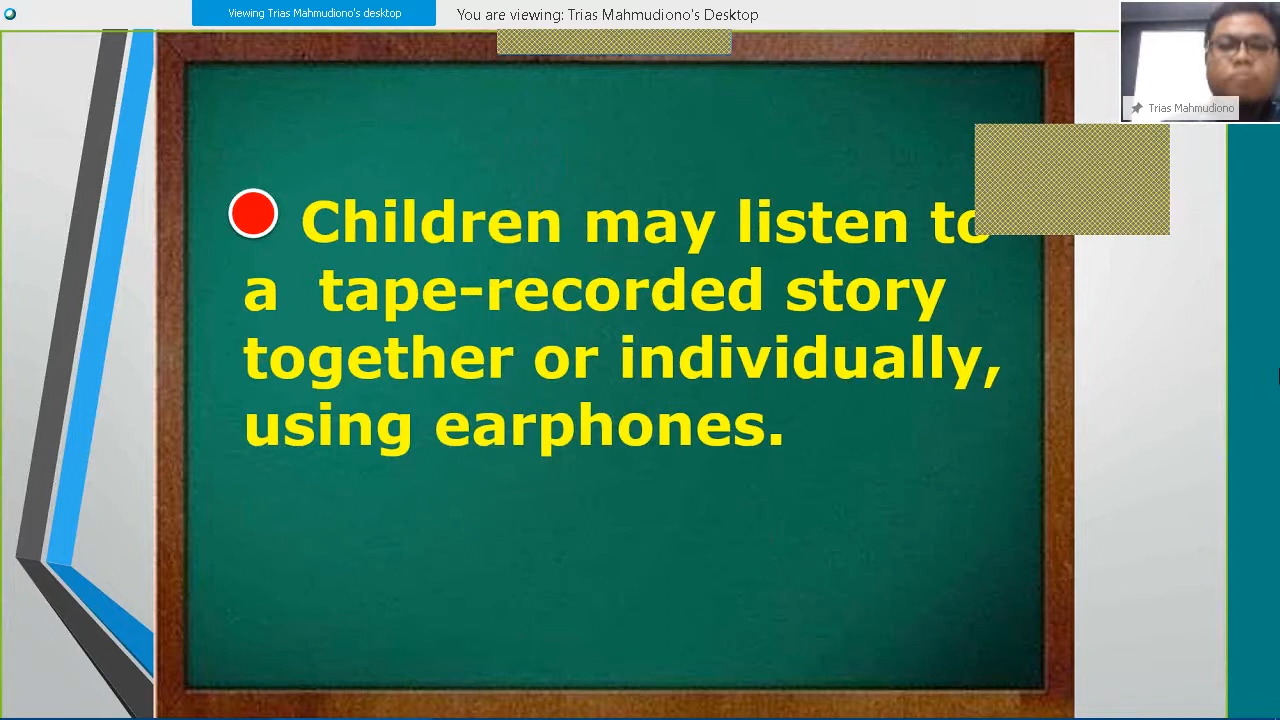 Viewing Trias Mahmudiono's desktop
You are viewing: Trias Mahmudiono's Desktop
Trias Mahmudiono
Children may listen to
a tape-recorded story
together or individually,
using earphones.